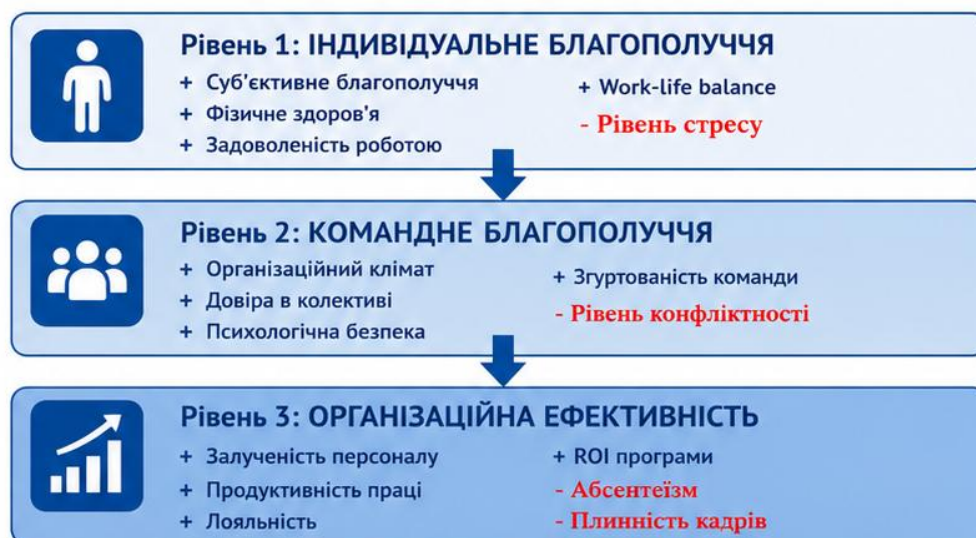 Рівень 1: ІНДИВІДУАЛЬНЕ БЛАГОПОЛУЧЧЯ
+ Суб'єктивне благополуччя
+ Фізичне здоров'я
+ Задоволеність роботою
+ Work-life balance
- Рівень стресу
Рівень 2: КОМАНДНЕ БЛАГОПОЛУЧЧЯ
+ Організаційний клімат
+ Довіра в колективі
+ Психологічна безпека
+ Згуртованість команди
- Рівень конфліктності
Рівень 3: ОРГАНІЗАЦІЙНА ЕФЕКТИВНІСТЬ
+ Залученість персоналу
+ Продуктивність праці
+ Лояльність
+ ROI програми
- Абсентеїзм
- Плинність кадрів